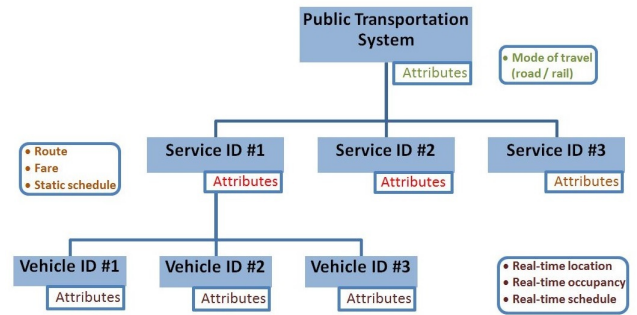 Public Transportation
System
Attributes
• Mode of travel
(road / rail)
Service ID #1
Attributes
Service ID #2
Attributes
Service ID #3
Attributes
• Route
• Fare
• Static schedule
Vehicle ID #1
Attributes
Vehicle ID #2
Attributes
Vehicle ID #3
Attributes
• Real-time location
• Real-time occupancy
• Real-time schedule